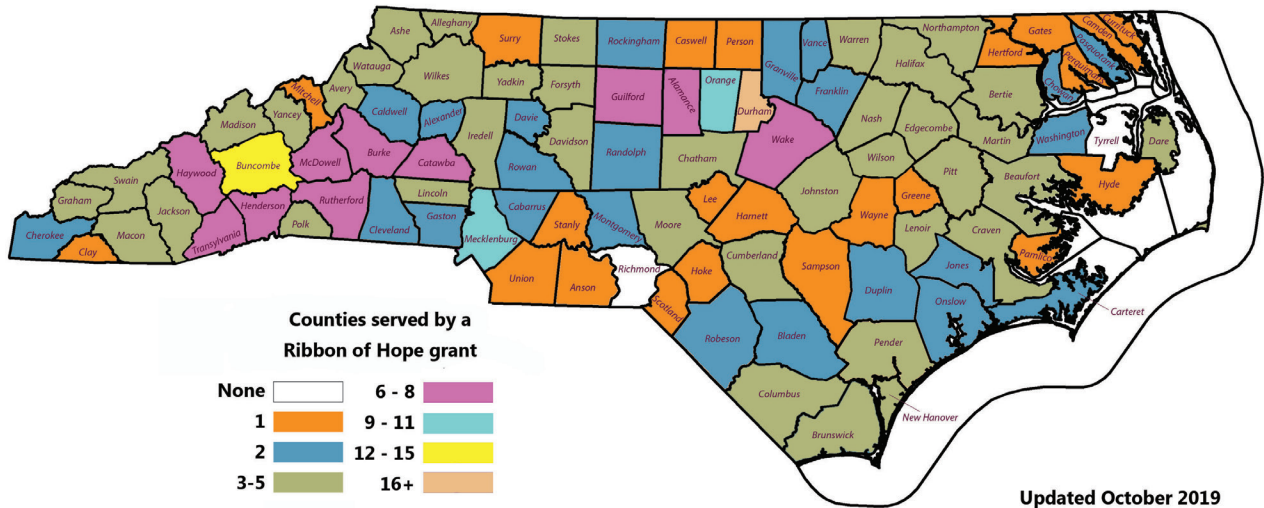 Alleghany
Ashe
Surry
Stokes
Rockingham
Caswell
Person
Granville
Vance
Warren
Northampton
Hertford
Gates
Camden
Currituck
Pasquotank
Perquimans
Chowan
Halifax
Watauga
Wilkes
Yadkin
Forsyth
Guilford
Alamance
Orange
Durham
Franklin
Bertie
Mitchell
Avery
Caldwell
Alexander
Davie
Iredell
Davidson
Randolph
Chatham
Wake
Nash
Edgecombe
Martin
Washington
Tyrrell
Dare
Madison
Yancey
Buncombe
McDowell
Burke
Catawba
Rowan
Wilson
Pitt
Beaufort
Hyde
Haywood
Swain
Graham
Jackson
Macon
Cherokee
Clay
Transylvania
Henderson
Polk
Rutherford
Cleveland
Lincoln
Gaston
Mecklenburg
Cabarrus
Stanly
Montgomery
Moore
Lee
Harnett
Johnston
Wayne
Greene
Lenoir
Craven
Pamlico
Union
Anson
Richmond
Scotland
Hoke
Cumberland
Sampson
Duplin
Jones
Onslow
Carteret
Robeson
Bladen
Pender
Columbus
Brunswick
New Hanover
Counties served by a
Ribbon of Hope grant
None
1
2
3-5
6 - 8
9 - 11
12 - 15
16+
Updated October 2019